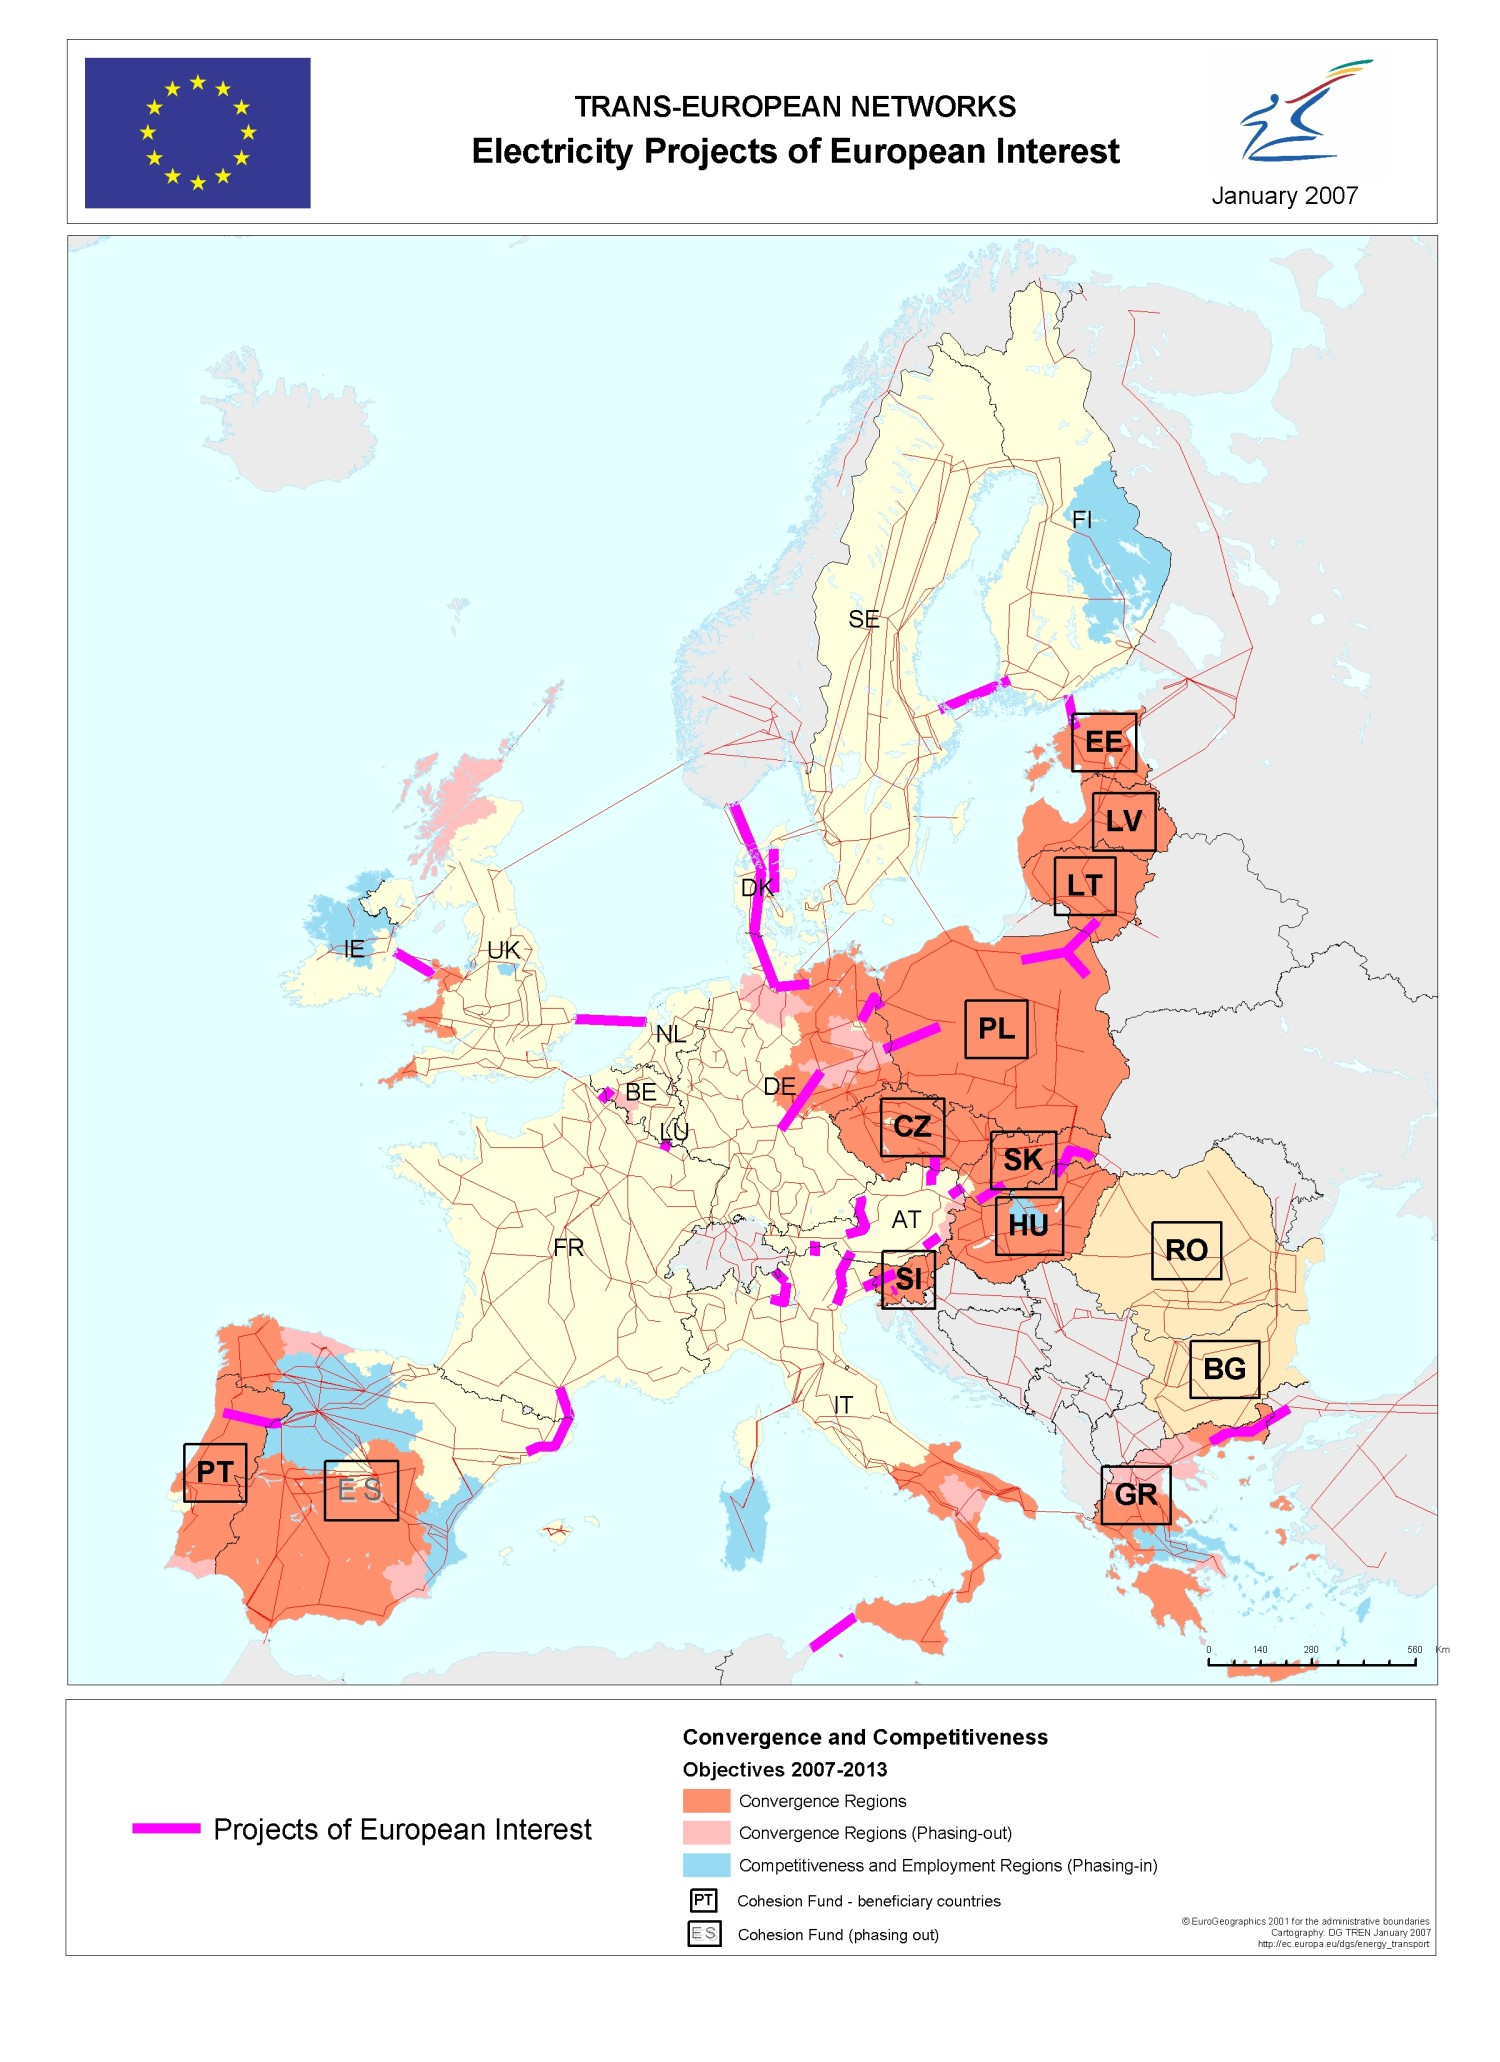 TRANS-EUROPEAN NETWORKS
Electricity Projects of European Interest
January 2007
FI
SE
EE
LV
LT
DK
IE
UK
NL
PL
DE
BE
CZ
LU
SK
AT
HU
FR
RO
SI
BG
IT
PT
ES
GR
0 140 280 560 Km
Convergence and Competitiveness
Objectives 2007-2013
Convergence Regions
Projects of European Interest
Convergence Regions (Phasing-out)
Competitiveness and Employment Regions (Phasing-in)
PT Cohesion Fund - beneficiary countries
ES Cohesion Fund (phasing out)
© EuroGeographics 2001 for the administrative boundaries
Cartography: DG TREN January 2007
http://ec.europa.eu/dgs/energy_transport